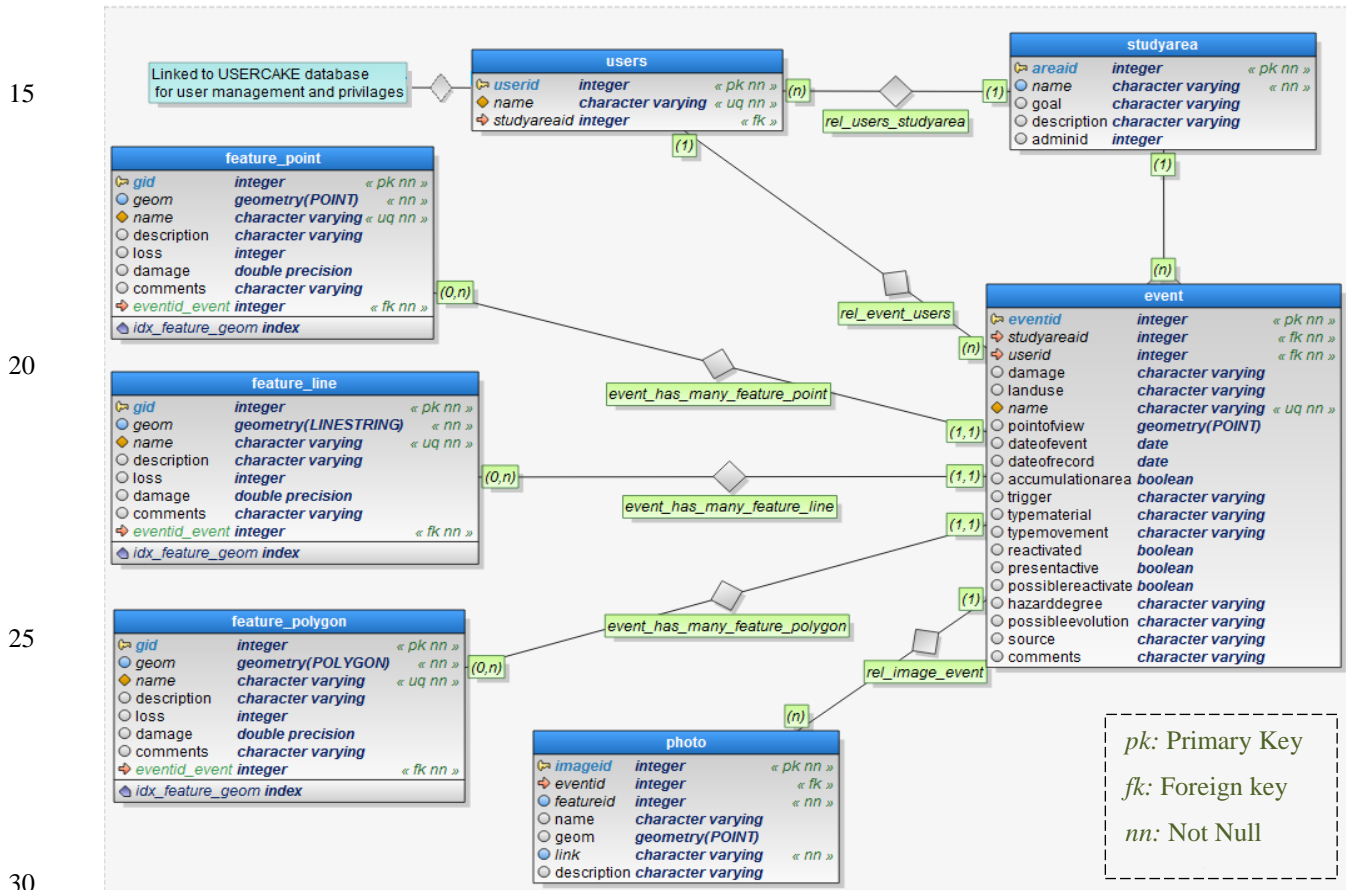 Linked to USERCAKE database
for user management and privilages
users
userid integer « pk nn »
name character varying « uq nn »
studyareaid integer « fk »
(n)
rel_users_studyarea
(1)
studyarea
areaid integer « pk nn »
name character varying « nn »
goal character varying
description character varying
adminid integer
15
(1)
(1)
feature_point
gid integer « pk nn »
geom geometry(POINT) « nn »
name character varying « uq nn »
description character varying
loss integer
damage double precision
comments character varying
eventid_event integer « fk nn »
idx_feature_geom index
(0,n)
event_has_many_feature_point
(1,1)
rel_event_users
(n)
(n)
20
feature_line
gid integer « pk nn »
geom geometry(LINESTRING) « nn »
name character varying « uq nn »
description character varying
loss integer
damage double precision
comments character varying
eventid_event integer « fk nn »
idx_feature_geom index
(0,n)
event_has_many_feature_line
(1,1)
event
eventid integer « pk nn »
studyareaid integer « fk nn »
userid integer « fk nn »
damage character varying
landuse character varying
name character varying « uq nn »
pointofview geometry(POINT)
dateofevent date
dateofrecord date
accumulationarea boolean
trigger character varying
typematerial character varying
typemovement character varying
reactivated boolean
presentactive boolean
possiblereactivate boolean
hazarddegree character varying
possibleevolution character varying
source character varying
comments character varying
25
feature_polygon
gid integer « pk nn »
geom geometry(POLYGON) « nn »
name character varying « uq nn »
description character varying
loss integer
damage double precision
comments character varying
eventid_event integer « fk nn »
idx_feature_geom index
(0,n)
event_has_many_feature_polygon
(1,1)
(1)
rel_image_event
(n)
photo
imageid integer « pk nn »
eventid integer « fk »
featureid integer « nn »
name character varying
geom geometry(POINT)
link character varying « nn »
description character varying
pk: Primary Key
fk: Foreign key
nn: Not Null
30